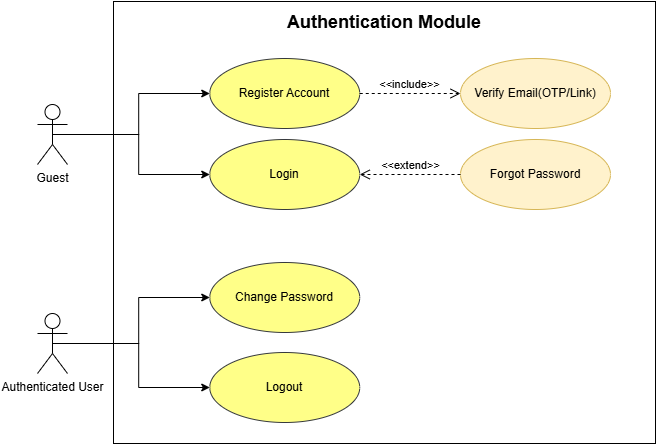 Authentication Module
Register Account
<<include>>
Verify Email(OTP/Link)
Guest
Login
<<extend>>
Forgot Password
Change Password
Authenticated User
Logout